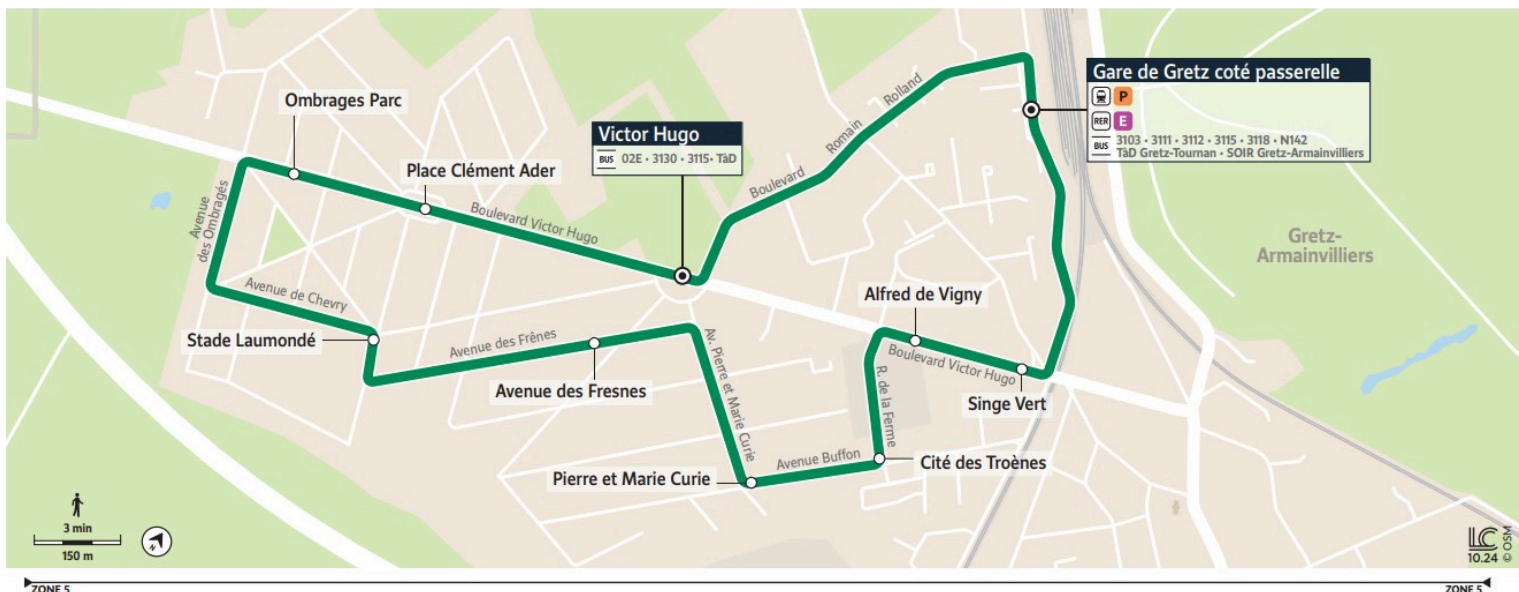 Ombrages Parc
Place Clément Ader
Victor Hugo
BUS 02E • 3130 • 3115• TàD
Gare de Gretz coté passerelle
P
RER E
BUS 3103 • 3111 • 3112 • 3115 • 3118 • N142
TàD Gretz-Tournan • SOIR Gretz-Armainvilliers
Boulevard Romain Rolland
Avenue
des Ombragés
Boulevard Victor Hugo
Gretz-
Armainvilliers
Avenue de Chevry
Alfred de Vigny
Stade Laumondé
Avenue des Frênes
Av. Pierre et Marie Curie
Boulevard Victor Hugo
Avenue des Fresnes
R. de la Ferme
Singe Vert
Avenue Buffon
Cité des Troènes
Pierre et Marie Curie
3 min
150 m
N
LC
10.24 © OSM
ZONE 5
ZONE 5